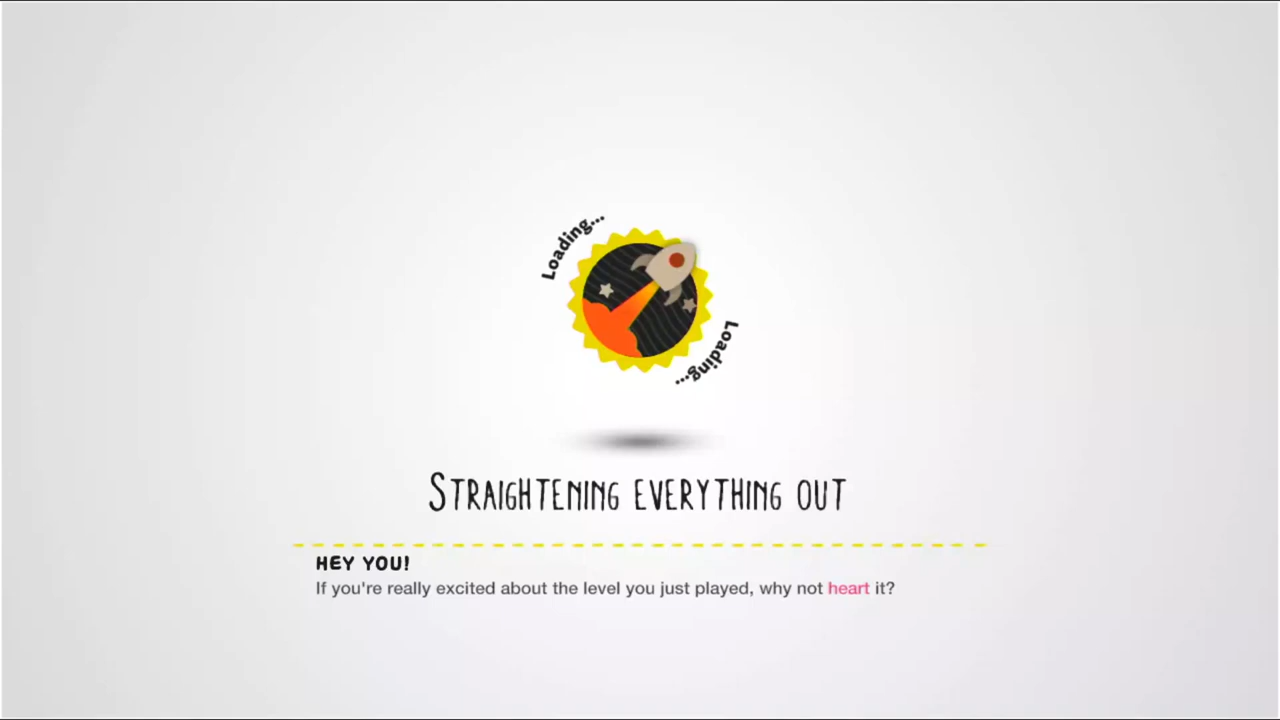 Loading...
Loading...
STRAIGHTENING EVERYTHING OUT
HEY YOU!
If you're really excited about the level you just played, why not heart it?